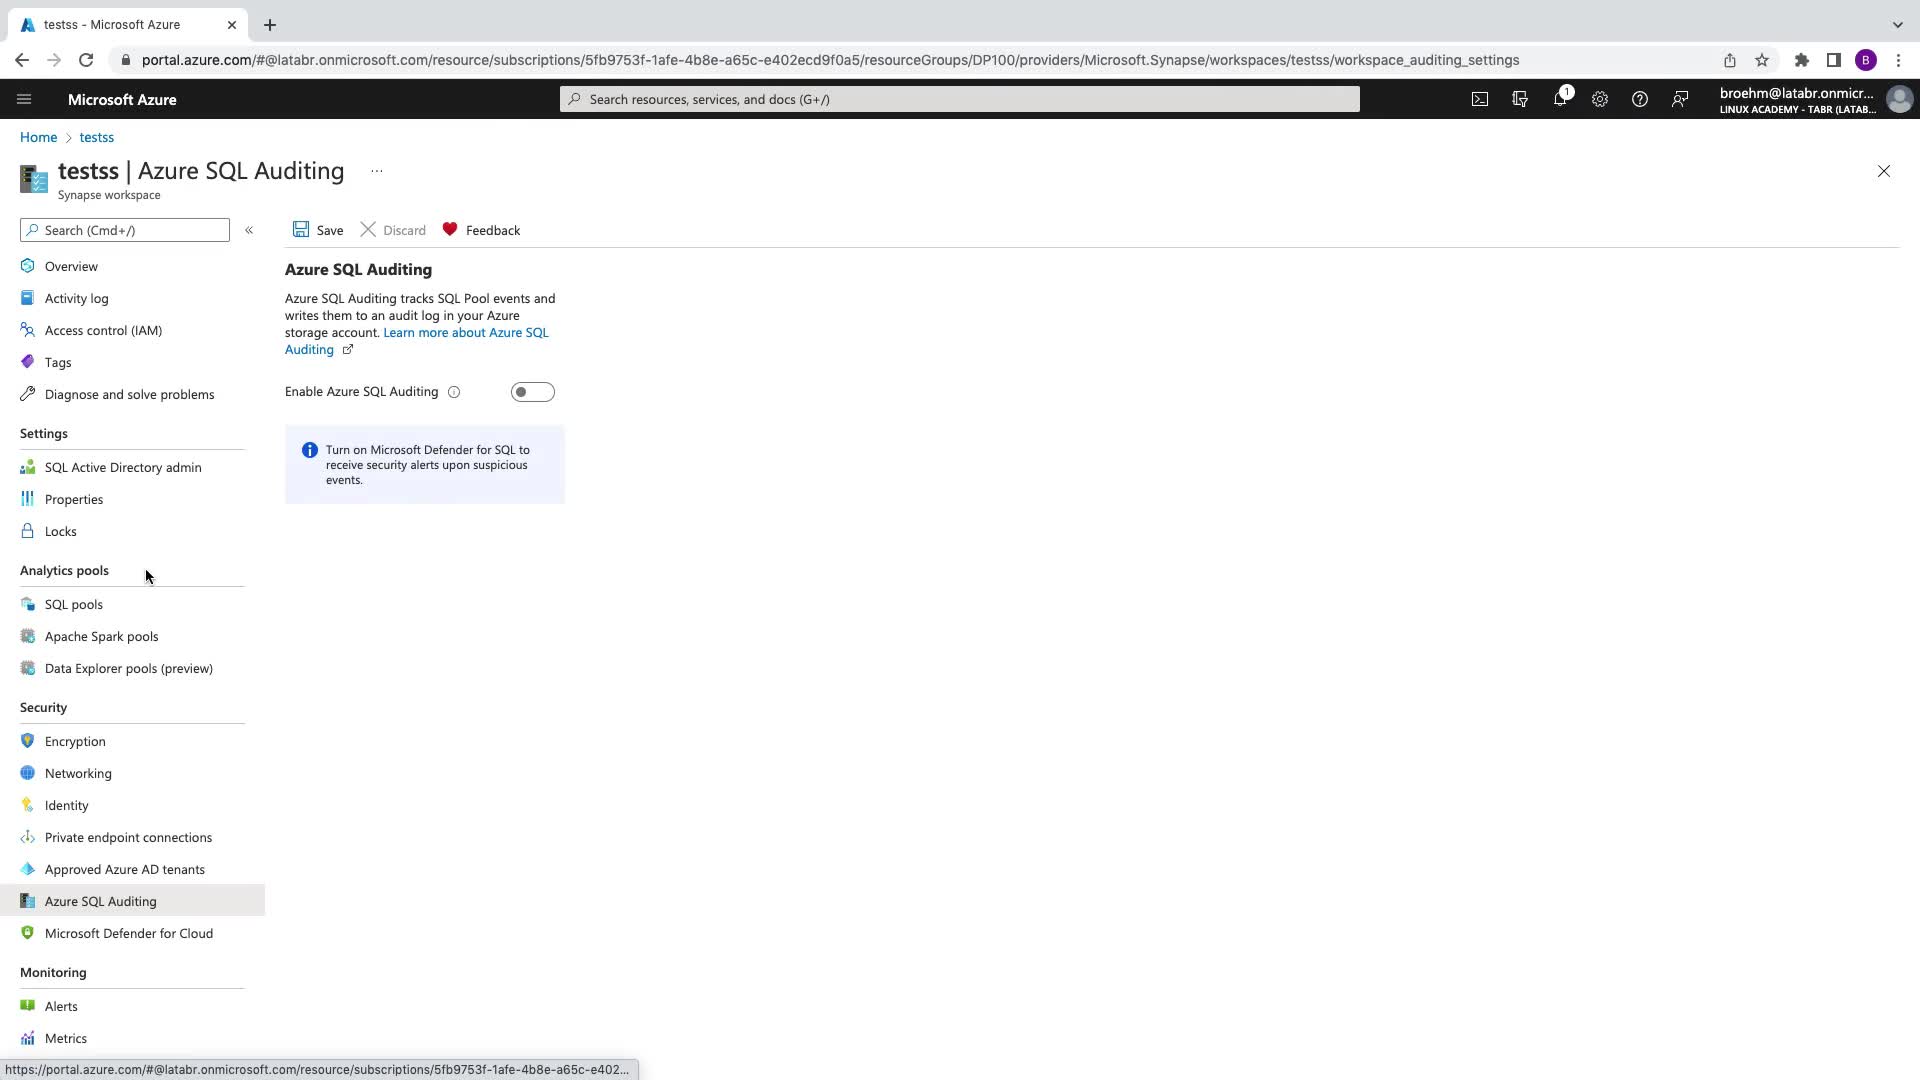 testss - Microsoft Azure
portal.azure.com/#@latabr.onmicrosoft.com/resource/subscriptions/5fb9753f-1afe-4b8e-a65c-e402ecd9f0a5/resourceGroups/DP100/providers/Microsoft.Synapse/workspaces/testss/workspace_auditing_settings
B
Microsoft Azure
Search resources, services, and docs (G+/)
1
broehm@latabr.onmicr...
LINUX ACADEMY - TABR (LATAB...
Home > testss
testss | Azure SQL Auditing ...
Synapse workspace
Search (Cmd+/)
«
Save
Discard
Feedback
Overview
Activity log
Access control (IAM)
Tags
Diagnose and solve problems
Settings
SQL Active Directory admin
Properties
Locks
Analytics pools
SQL pools
Apache Spark pools
Data Explorer pools (preview)
Security
Encryption
Networking
Identity
Private endpoint connections
Approved Azure AD tenants
Azure SQL Auditing
Microsoft Defender for Cloud
Monitoring
Alerts
Metrics
Azure SQL Auditing
Azure SQL Auditing tracks SQL Pool events and
writes them to an audit log in your Azure
storage account. Learn more about Azure SQL
Auditing
Enable Azure SQL Auditing
Turn on Microsoft Defender for SQL to
receive security alerts upon suspicious
events.
https://portal.azure.com/#@latabr.onmicrosoft.com/resource/subscriptions/5fb9753f-1afe-4b8e-a65c-e402...